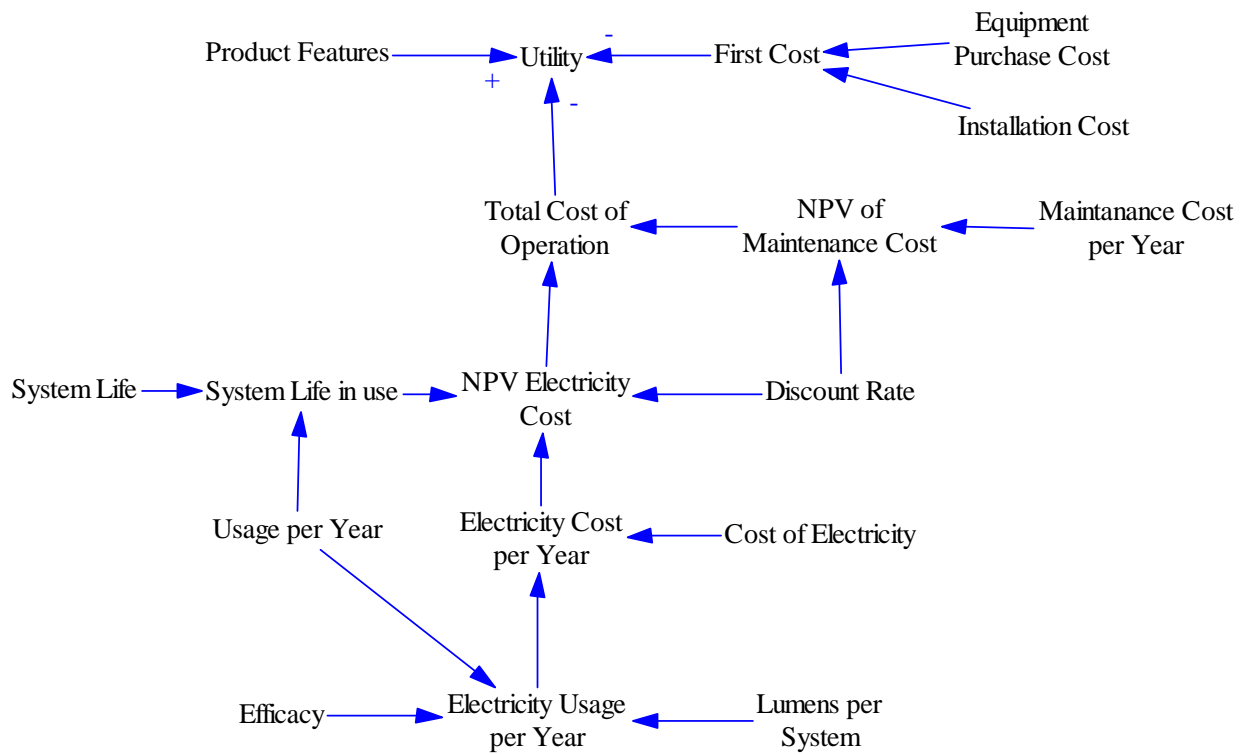 Product Features
Utility
First Cost
Equipment
Purchase Cost
-
+
-
Installation Cost
Total Cost of
Operation
NPV of
Maintenance Cost
Maintanance Cost
per Year
System Life
System Life in use
NPV Electricity
Cost
Discount Rate
Usage per Year
Electricity Cost
per Year
Cost of Electricity
Efficacy
Electricity Usage
per Year
Lumens per
System